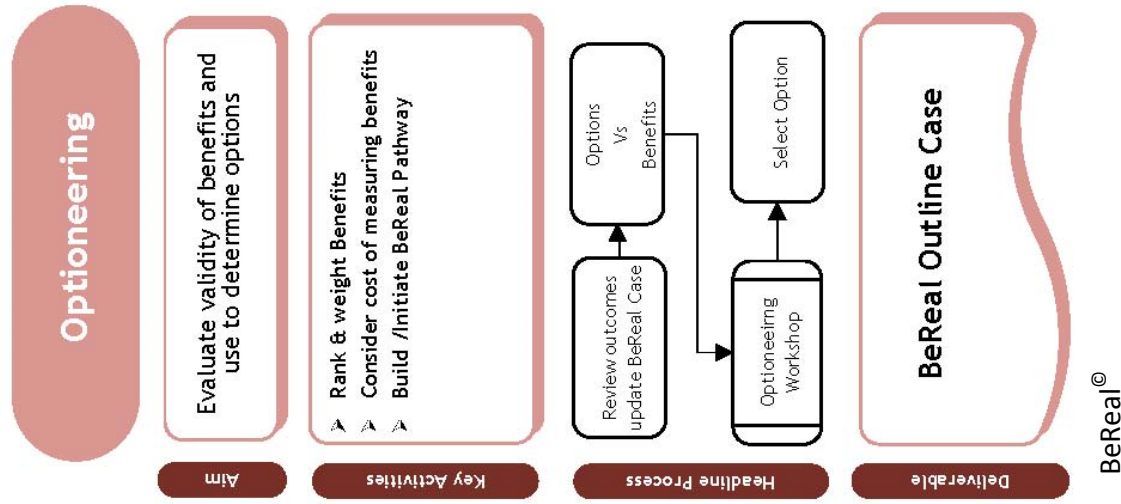 Optioneering
Aim
Evaluate validity of benefits and
use to determine options
Key Activities
➢ Rank & weight Benefits
➢ Consider cost of measuring benefits
➢ Build /Initiate BeReal Pathway
Headline Process
Review outcomes
update BeReal Case
Options
Vs
Benefits
Optioneeirng
Workshop
Select Option
Deliverable
BeReal Outline Case
BeReal©